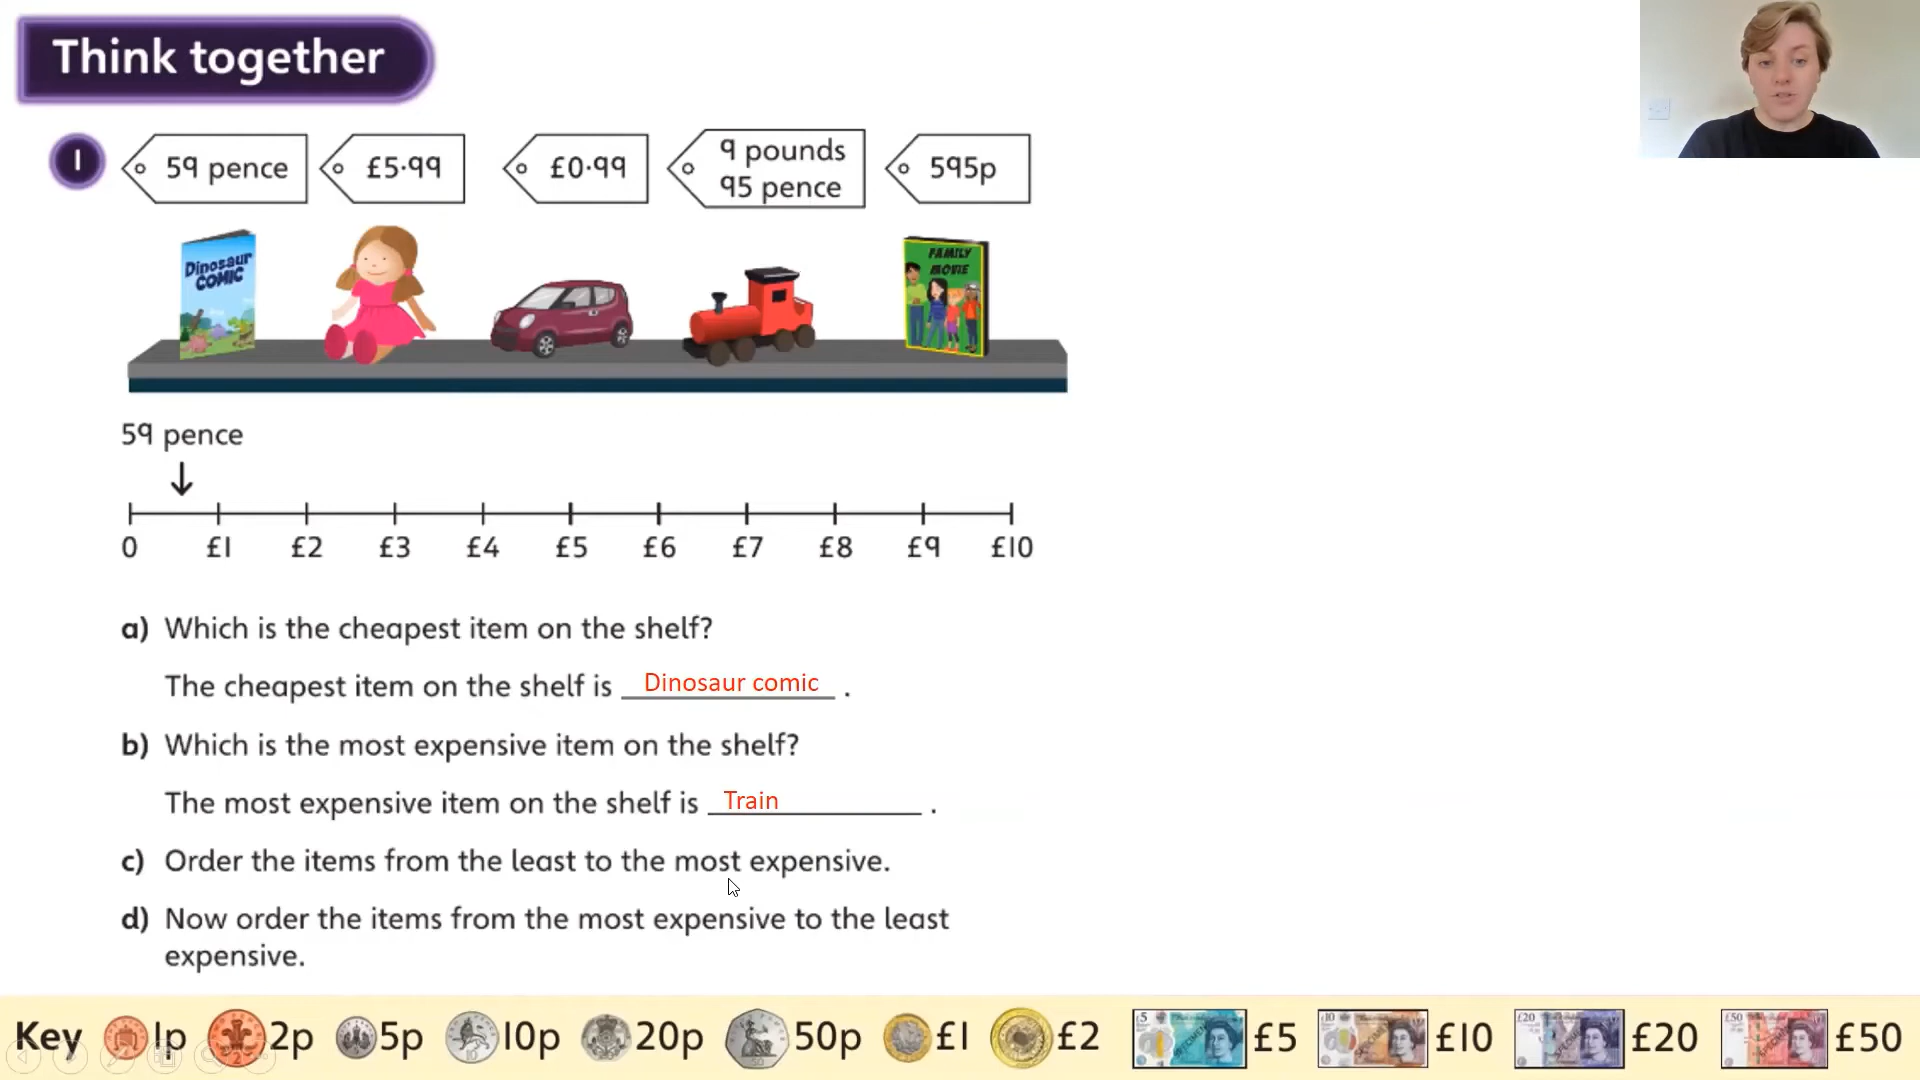 Think together
1
59 pence
£5·99
£0·99
9 pounds
95 pence
595p
Dinosaur
COMIC
FAMILY
MOVIE
59 pence
0 £1 £2 £3 £4 £5 £6 £7 £8 £9 £10
a) Which is the cheapest item on the shelf?
The cheapest item on the shelf is Dinosaur comic .
b) Which is the most expensive item on the shelf?
The most expensive item on the shelf is Train .
c) Order the items from the least to the most expensive.
d) Now order the items from the most expensive to the least
expensive.
Key 1p 2p 5p 10p 20p 50p £1 £2 £5 £10 £20 £50